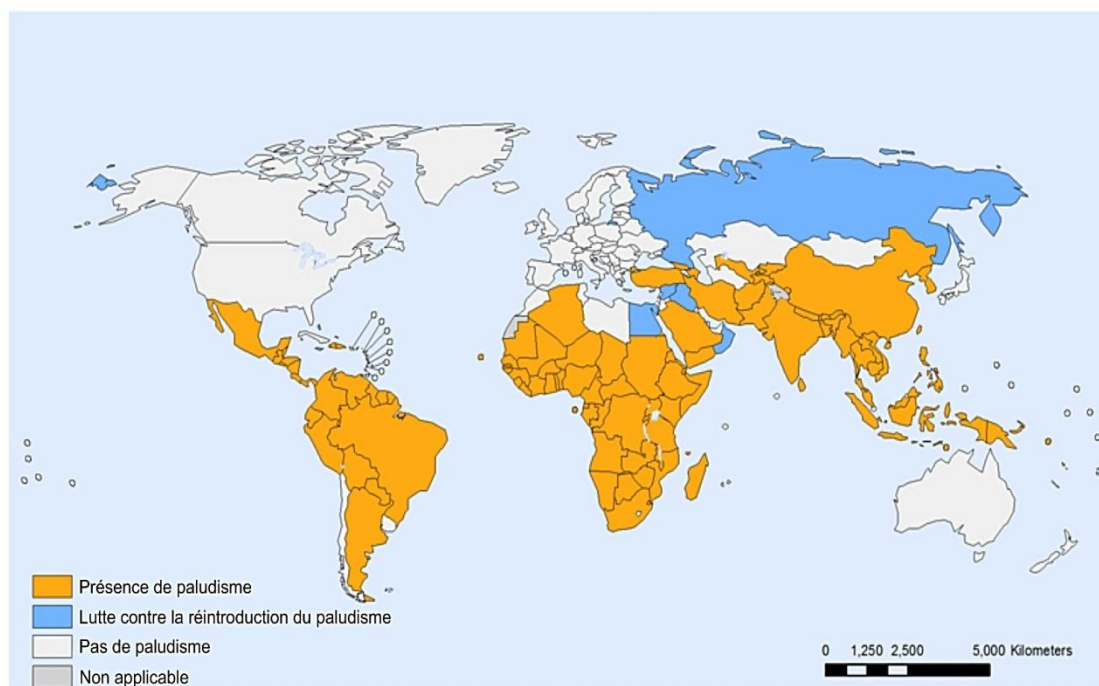 Présence de paludisme
Lutte contre la réintroduction du paludisme
Pas de paludisme
Non applicable
0 1,250 2,500 5,000 Kilometers